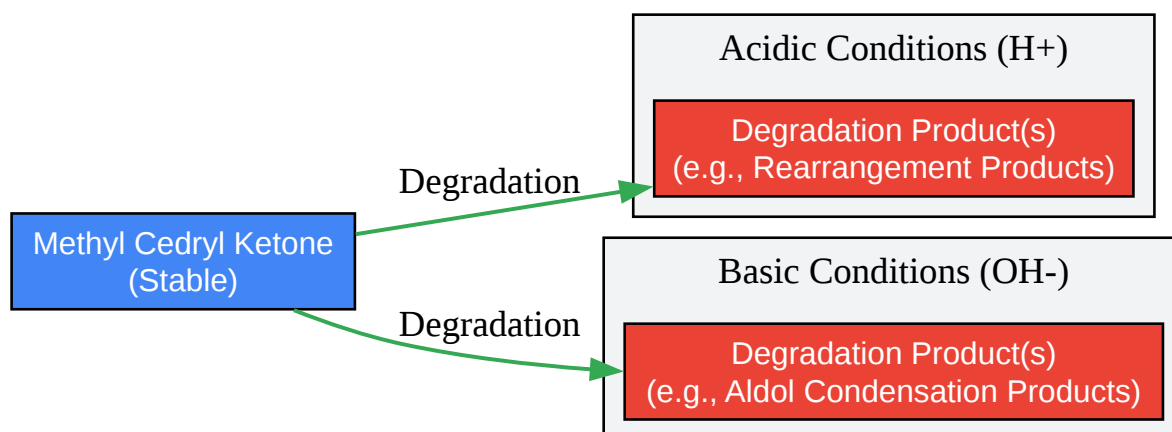 Acidic Conditions (H+)
Degradation Product(s)
(e.g., Rearrangement Products)
Degradation
Methyl Cedryl Ketone
(Stable)
Basic Conditions (OH-)
Degradation
Degradation Product(s)
(e.g., Aldol Condensation Products)